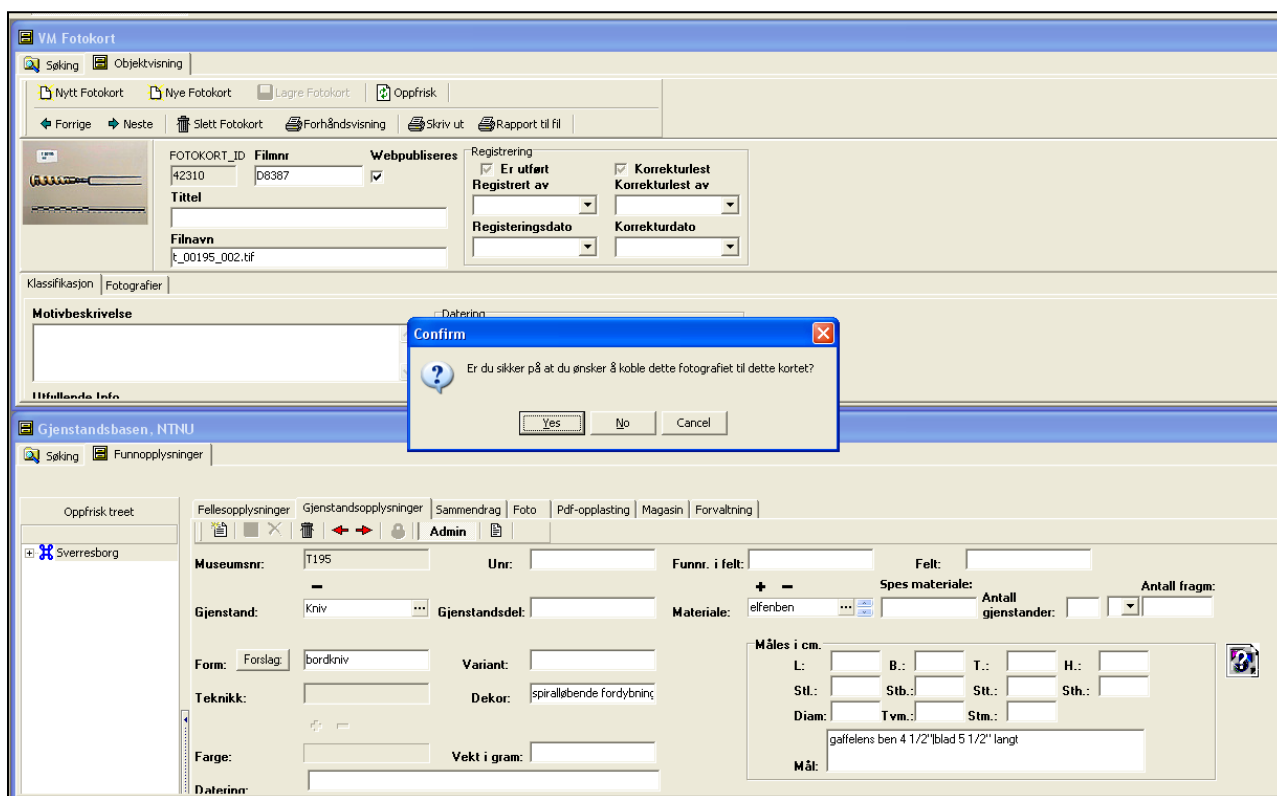 VM Fotokort
Søking Objektvisning
Nytt Fotokort Nye Fotokort Lagre Fotokort Oppfrisk
Forrige Neste Slett Fotokort Forhåndsvisning Skriv ut Rapport til fil
FOTOKORT_ID Filmnr Webpubliseres Registrering
42310 D8387 Er utført Korrekturlest
Registrert av Korrekturlest av
Tittel
Registeringsdato Korrekturdato
Filnavn
t_00195_002.tif
Klassifikasjon Fotografier
Motivbeskrivelse Datering
Confirm
Er du sikker på at du ønsker å koble dette fotografiet til dette kortet?
Yes No Cancel
Utfyllende Info
Gjenstandsbasen, NTNU
Søking Funnopplysninger
Oppfrisk treet
Fellesopplysninger Gjenstandsopplysninger Sammendrag Foto Pdf-opplasting Magasin Forvaltning
Admin
Sverresborg
Museumsnr: T195 Unr: Funnr. i felt: Felt:
Spes materiale: Antall fragm:
Gjenstand: Kniv Gjenstandsdel: Materiale: elfenben Antall gjenstander:
Måles i cm.
Form: Forslag: bordkniv Variant: L: B.: T.: H.:
Teknikk: Dekor: spiralløbende fordybning Stl.: Stb.: Stt.: Sth.:
Diam: Tvm.: Stm.:
gaffelens ben 4 1/2"|blad 5 1/2" langt
Farge: Vekt i gram: Mål:
Datering: